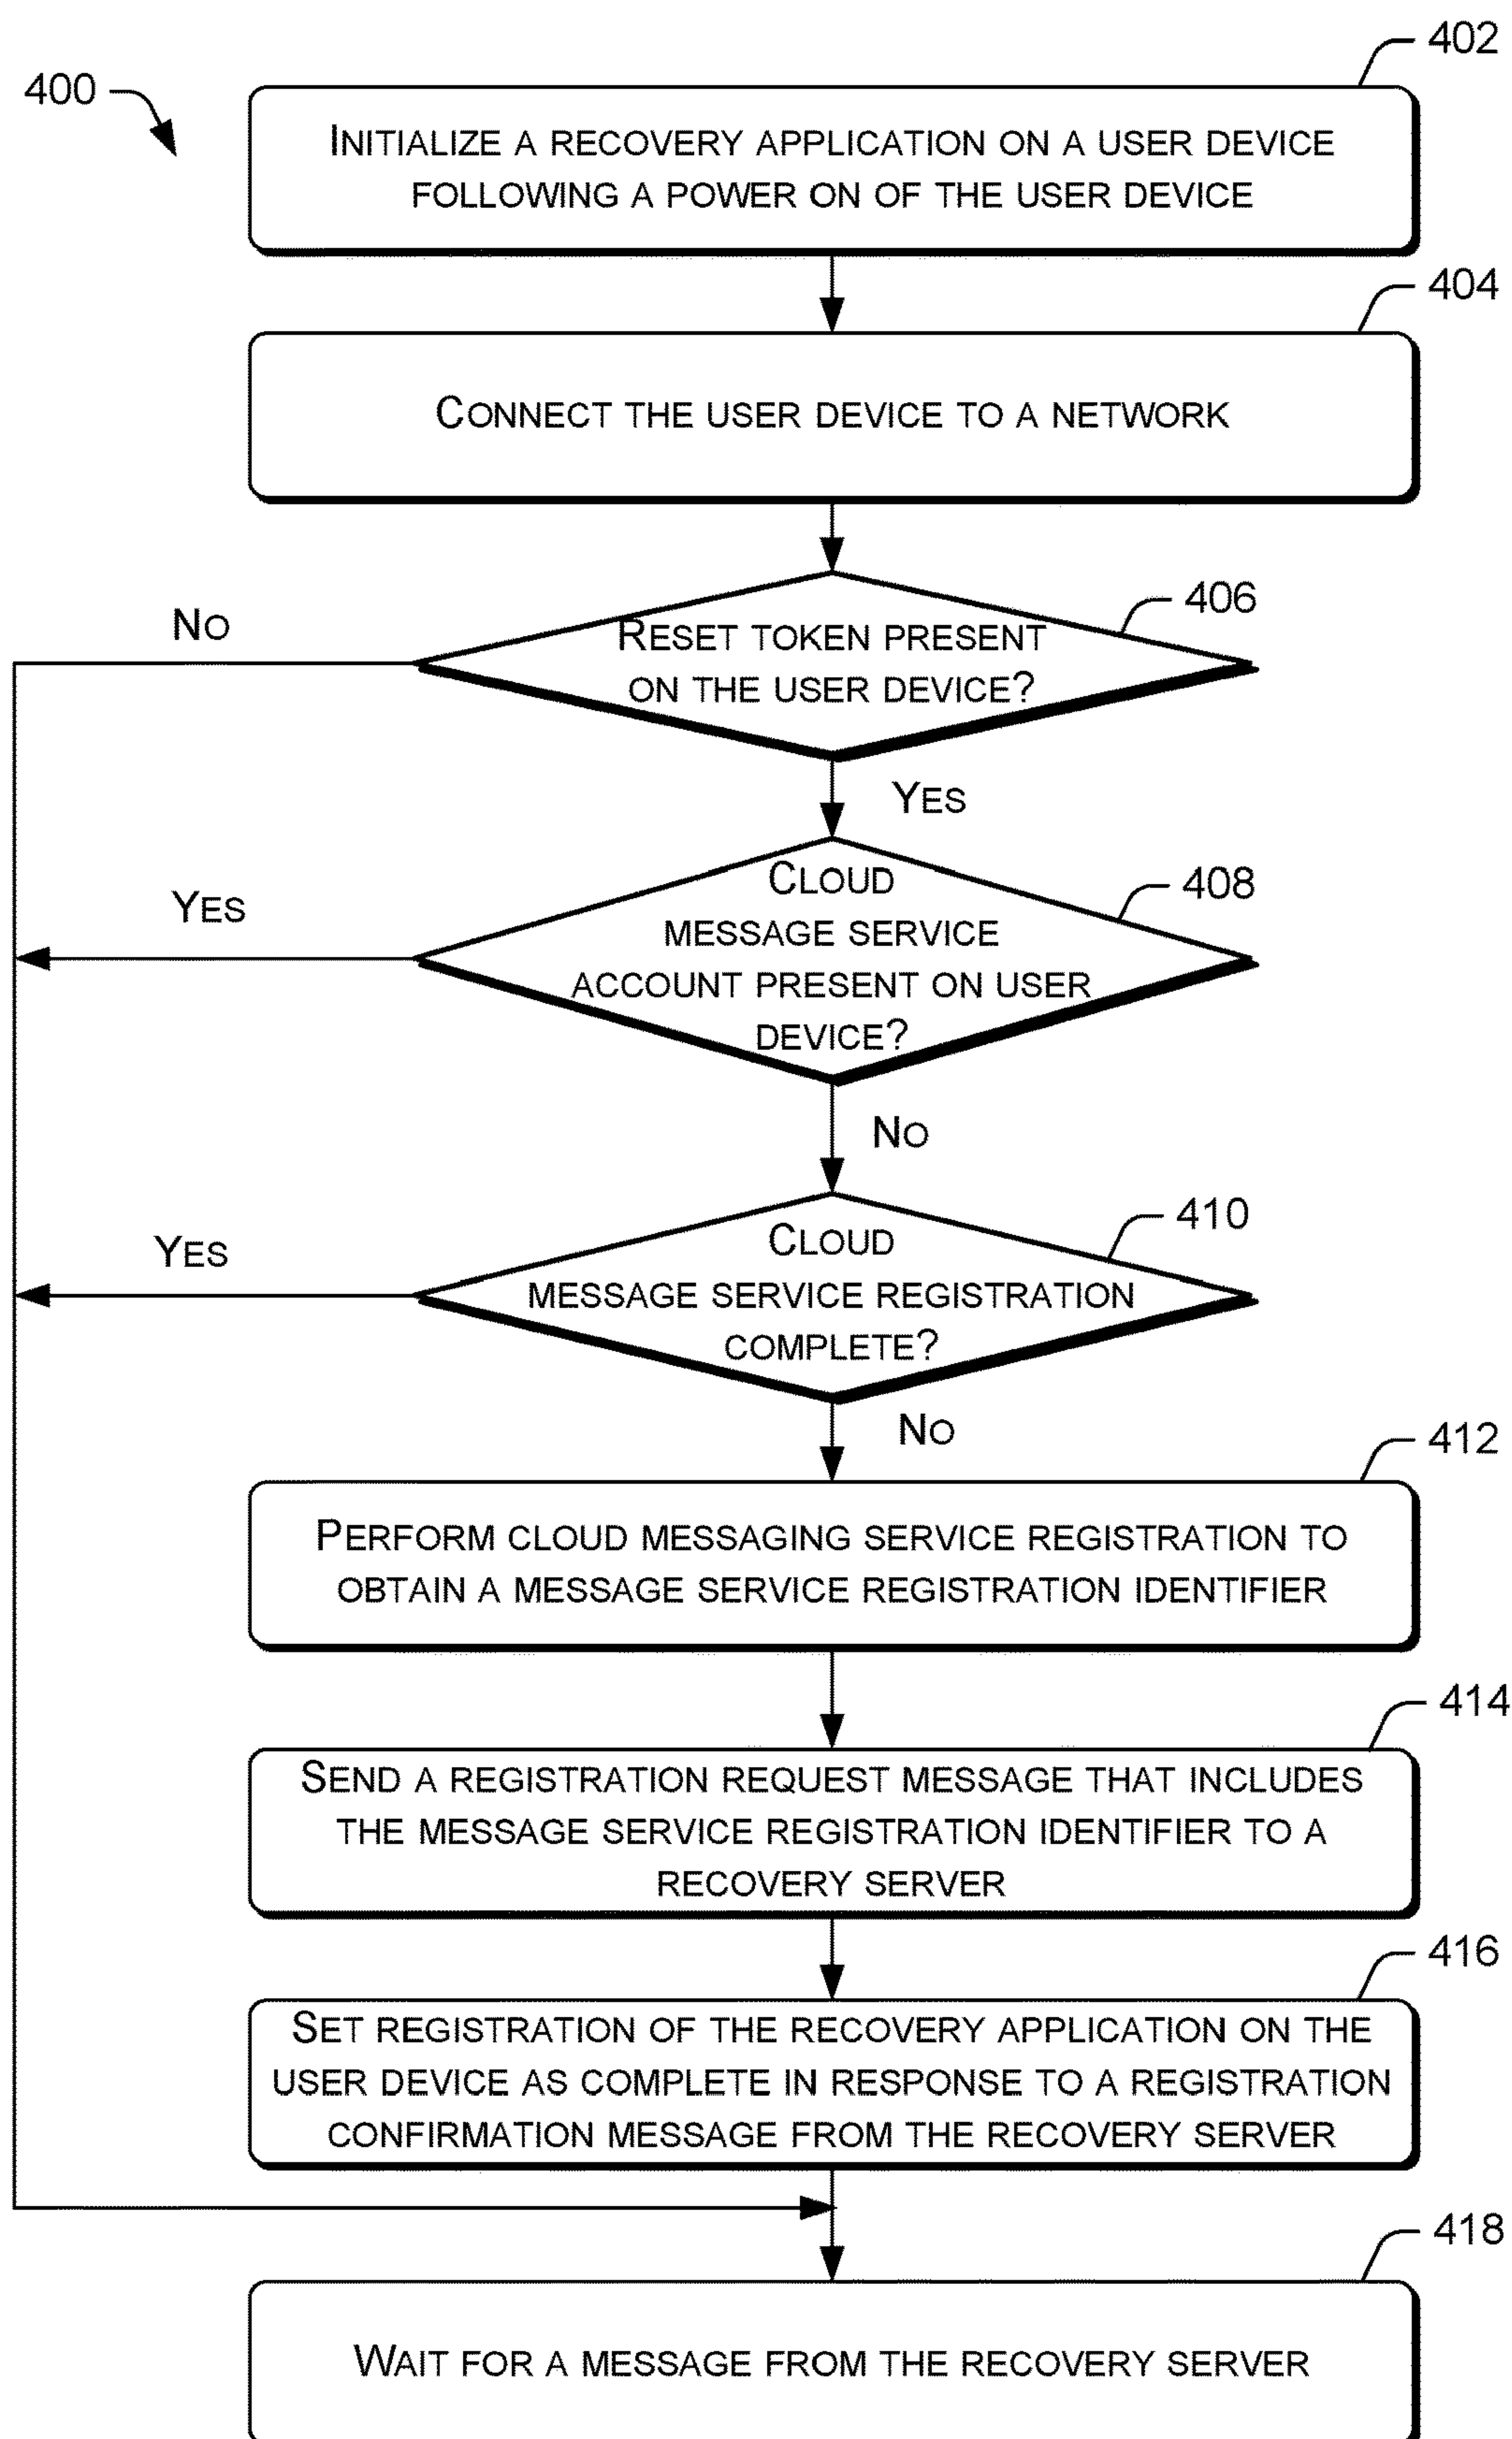 402
400
INITIALIZE A RECOVERY APPLICATION ON A USER DEVICE
FOLLOWING A POWER ON OF THE USER DEVICE
404
CONNECT THE USER DEVICE TO A NETWORK
406
NO
RESET TOKEN PRESENT
ON THE USER DEVICE?
YES
408
YES
CLOUD
MESSAGE SERVICE
ACCOUNT PRESENT ON USER
DEVICE?
NO
410
YES
CLOUD
MESSAGE SERVICE REGISTRATION
COMPLETE?
NO
412
PERFORM CLOUD MESSAGING SERVICE REGISTRATION TO
OBTAIN A MESSAGE SERVICE REGISTRATION IDENTIFIER
414
SEND A REGISTRATION REQUEST MESSAGE THAT INCLUDES
THE MESSAGE SERVICE REGISTRATION IDENTIFIER TO A
RECOVERY SERVER
416
SET REGISTRATION OF THE RECOVERY APPLICATION ON THE
USER DEVICE AS COMPLETE IN RESPONSE TO A REGISTRATION
CONFIRMATION MESSAGE FROM THE RECOVERY SERVER
418
WAIT FOR A MESSAGE FROM THE RECOVERY SERVER